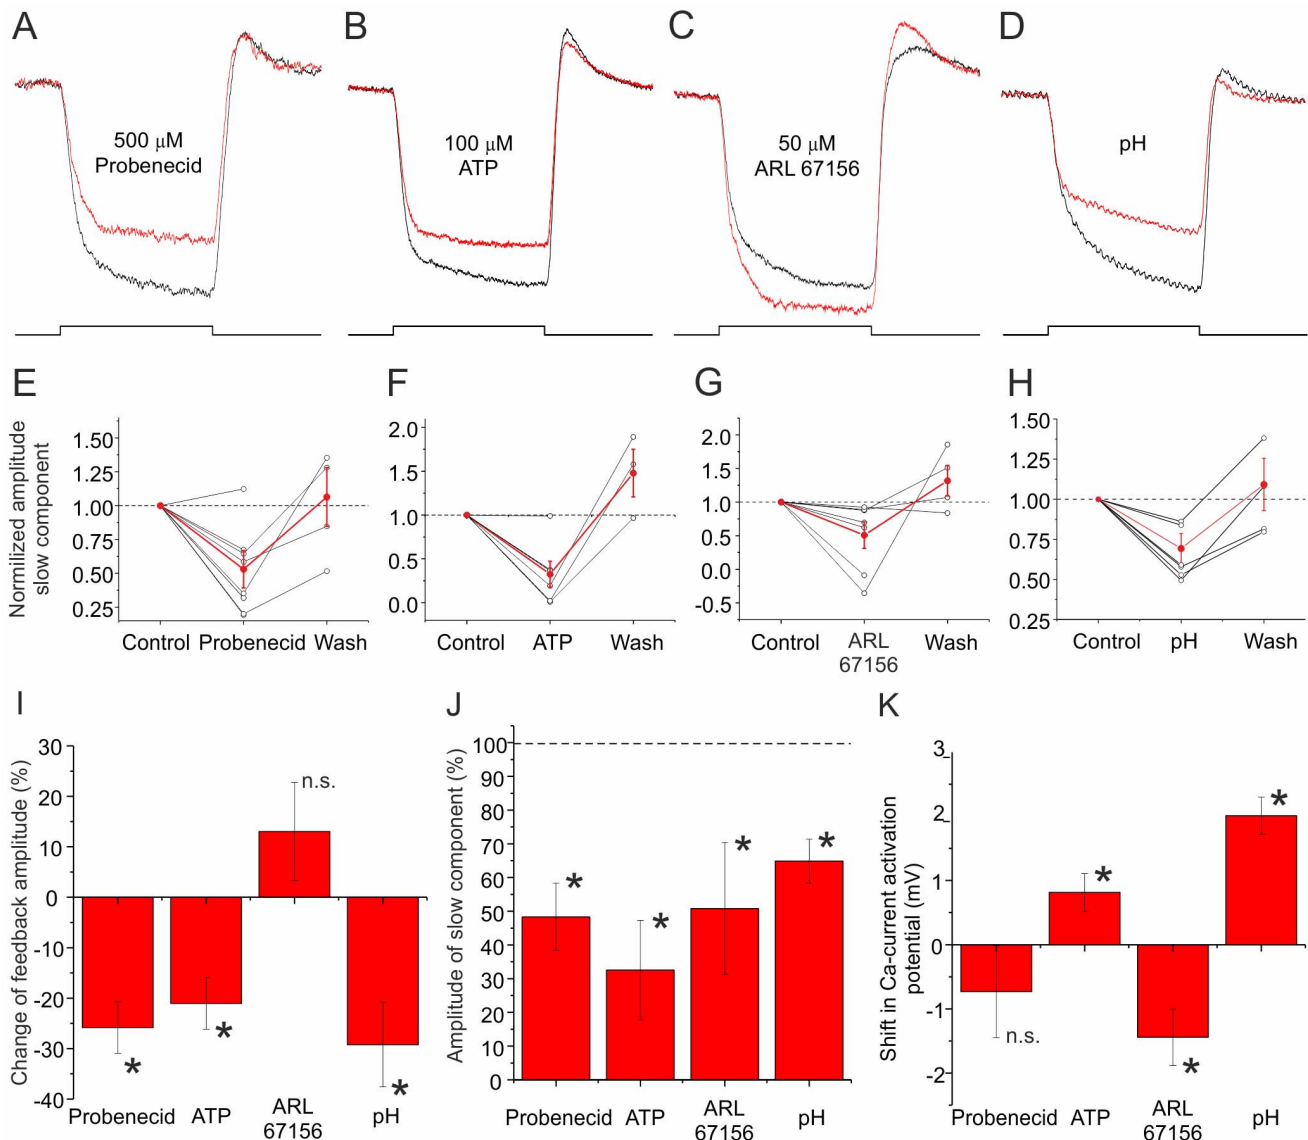 A
B
C
D
500 μM
Probenecid
100 μM
ATP
50 μM
ARL 67156
pH
E
F
G
H
Normilized amplitude
slow component
1.50
1.25
1.00
0.75
0.50
0.25
Control Probenecid Wash
2.0
1.5
1.0
0.5
0.0
Control ATP Wash
2.0
1.5
1.0
0.5
0.0
-0.5
Control ARL Wash
67156
1.50
1.25
1.00
0.75
0.50
0.25
Control pH Wash
I
J
K
Change of feedback amplitude (%)
30
20
10
0
-10
-20
-30
-40
n.s.
*
*
*
Probenecid ATP ARL pH
67156
Amplitude of slow component (%)
100
90
80
70
60
50
40
30
20
10
0
*
*
*
*
Probenecid ATP ARL pH
67156
Shift in Ca-current activation
potential (mV)
3
2
1
0
-1
-2
n.s.
*
*
*
Probenecid ATP ARL pH
67156